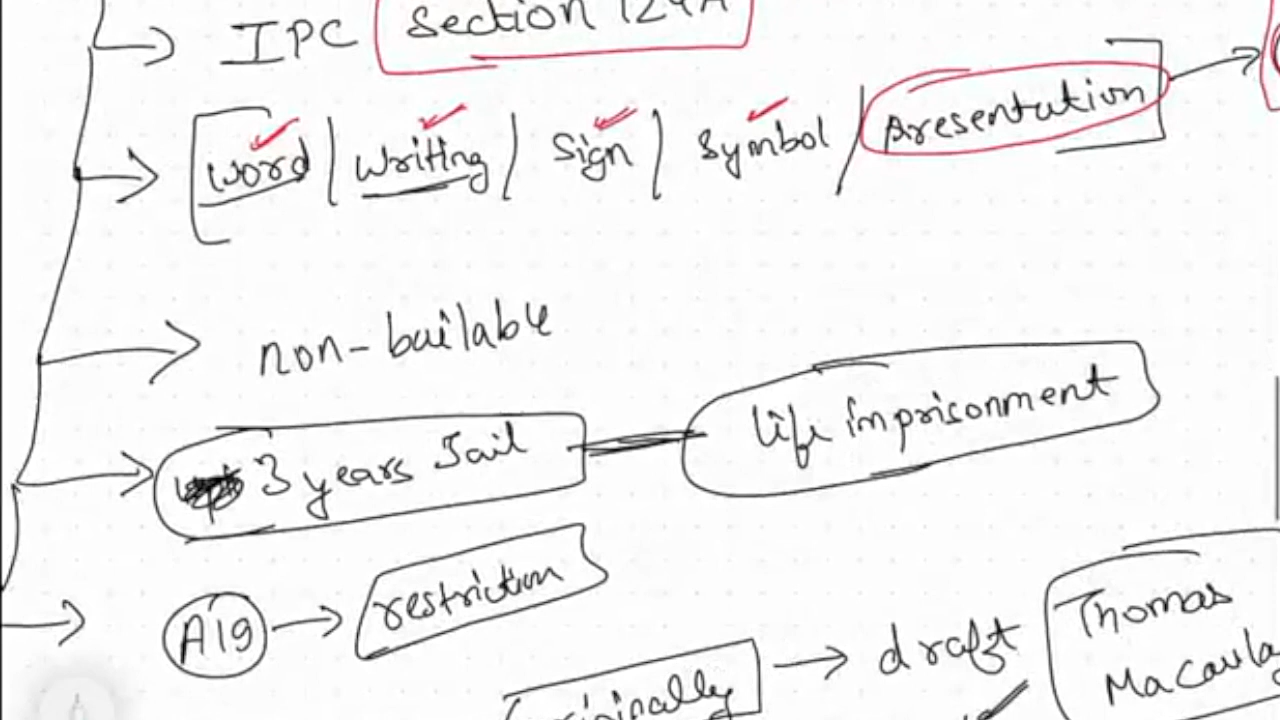 IPC Section 124A
Word | Writing / Sign / Symbol / Presentation
non-bailable
3 years Jail life imprisonment
A19 → restriction
→ draft Thomas